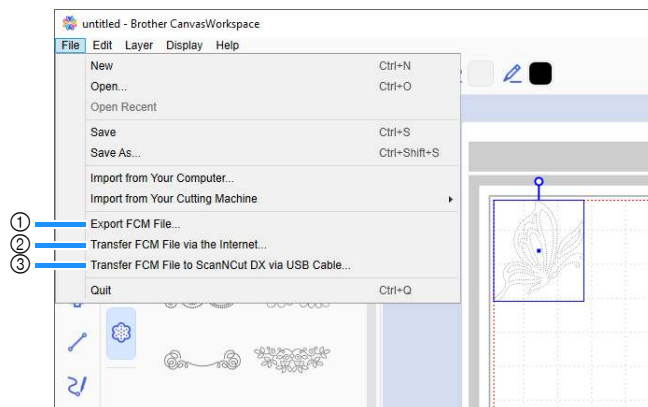 untitled - Brother CanvasWorkspace
File Edit Layer Display Help
New Ctrl+N
Open... Ctrl+O
Open Recent
Save Ctrl+S
Save As... Ctrl+Shift+S
Import from Your Computer...
Import from Your Cutting Machine
① Export FCM File...
② Transfer FCM File via the Internet...
③ Transfer FCM File to ScanNCut DX via USB Cable...
Quit Ctrl+Q